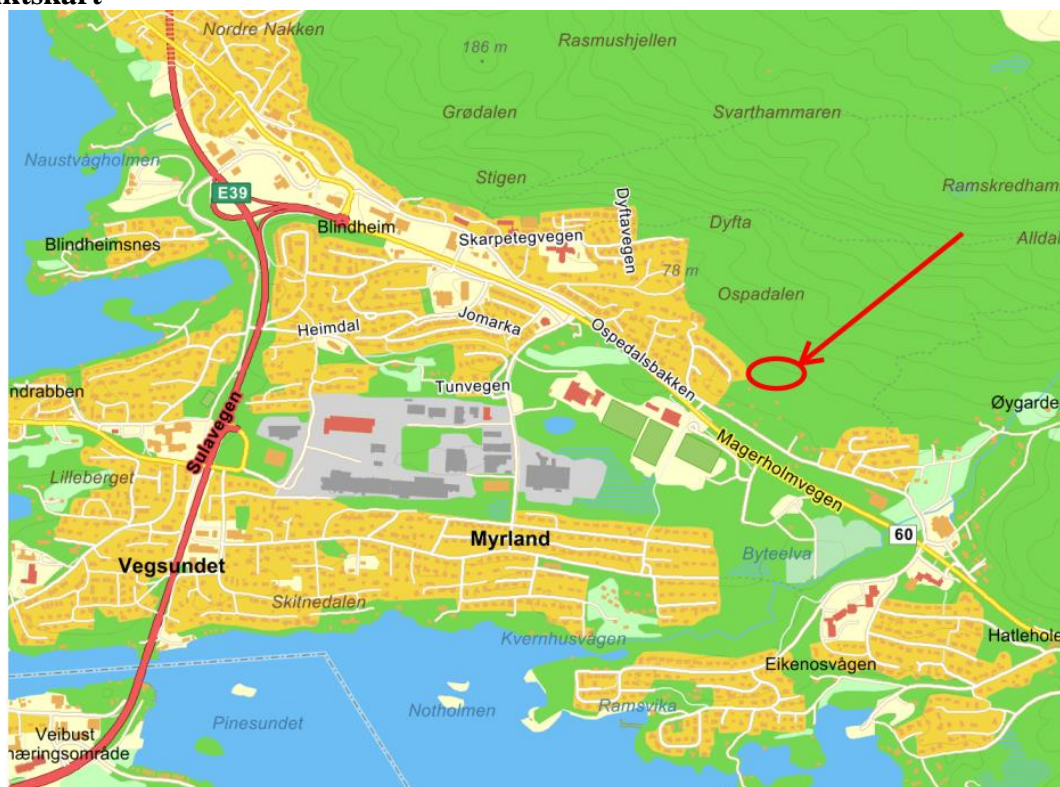 Nordre Nakken
186 m
Rasmushjellen
Grødalen
Svarthammaren
Naustvågholmen
Stigen
E39
Ramskredham
Dyftavegen
Blindheim
Dyfta
Skarpetegvegen
Blindheimsnes
Alldal
78 m
Ospadalen
Jomarka
Heimdal
Ospedalsbakken
Tunvegen
ndrabben
Øygarde
Sulavegen
Magerholmvegen
Lilleberget
60
Myrland
Byteelva
Vegsundet
Skitnedalen
Kvernhusvågen
Hatlehole
Eikenosvågen
Ramsvika
Notholmen
Pinesundet
Veibust
næringsområde